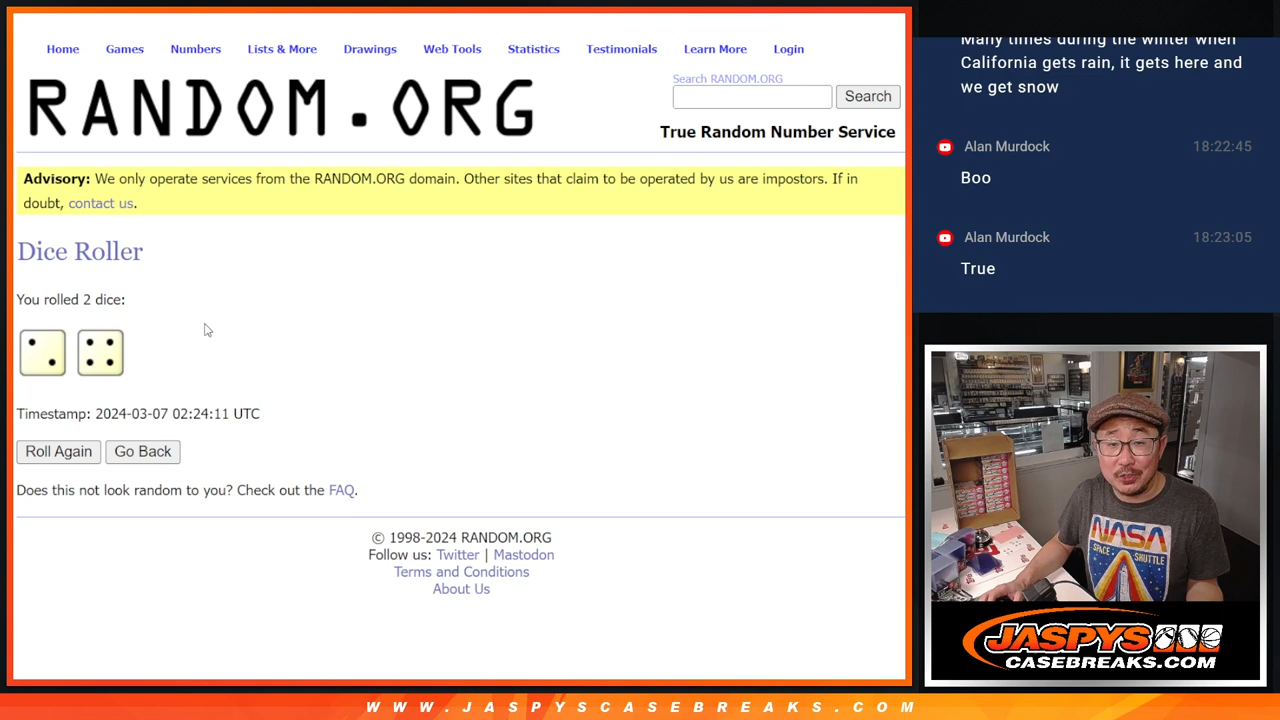 Home Games Numbers Lists & More Drawings Web Tools Statistics Testimonials Learn More Login
RANDOM.ORG
Search RANDOM.ORG
Search
True Random Number Service
Advisory: We only operate services from the RANDOM.ORG domain. Other sites that claim to be operated by us are impostors. If in
doubt, contact us.
Dice Roller
You rolled 2 dice:
Timestamp: 2024-03-07 02:24:11 UTC
Roll Again Go Back
Does this not look random to you? Check out the FAQ.
© 1998-2024 RANDOM.ORG
Follow us: Twitter | Mastodon
Terms and Conditions
About Us
Many times during the winter when
California gets rain, it gets here and
we get snow
Alan Murdock 18:22:45
Boo
Alan Murdock 18:23:05
True
NASA
SPACE SHUTTLE
JASPYS
CASEBREAKS.COM
WWW.JASPYSCASEBREAKS.COM